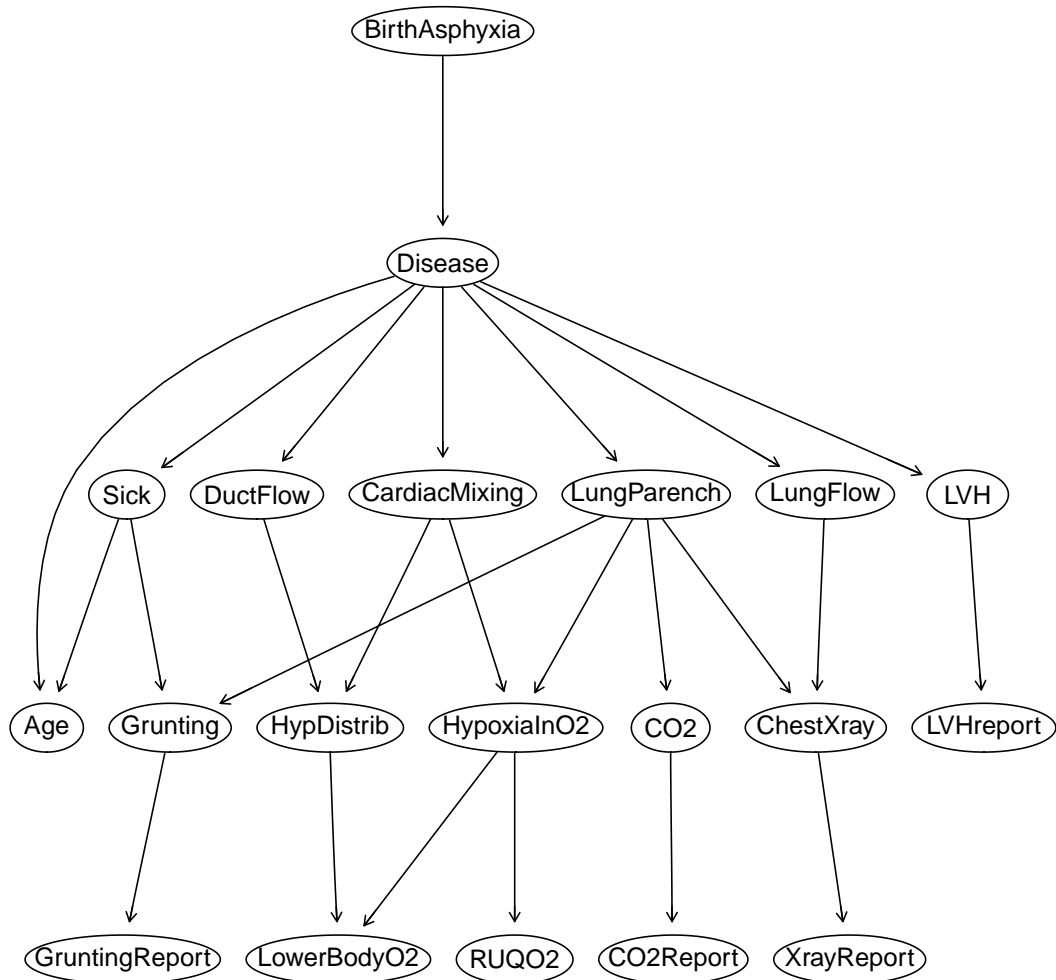 BirthAsphyxia
Disease
Sick DuctFlow CardiacMixing LungParench LungFlow LVH
Age Grunting HypDistrib HypoxiaInO2 CO2 ChestXray LVHreport
GruntingReport LowerBodyO2 RUQO2 CO2Report XrayReport